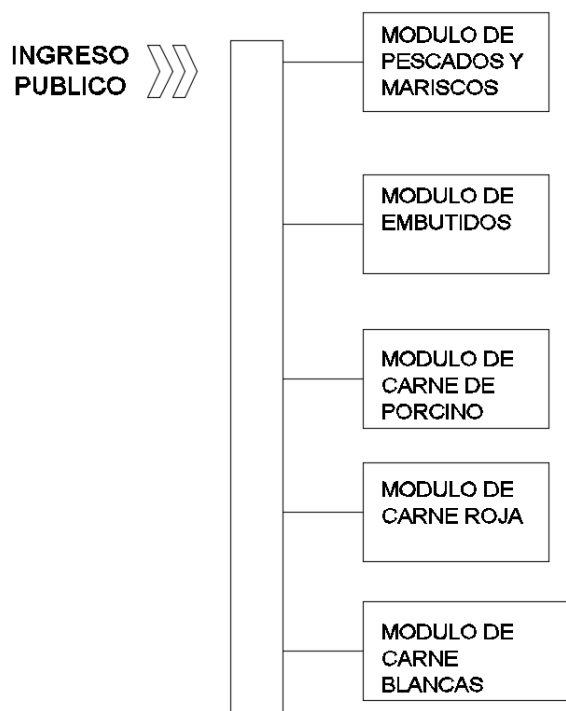 INGRESO
PUBLICO
MODULO DE
PESCADOS Y
MARISCOS
MODULO DE
EMBUTIDOS
MODULO DE
CARNE DE
PORCINO
MODULO DE
CARNE ROJA
MODULO DE
CARNE
BLANCAS